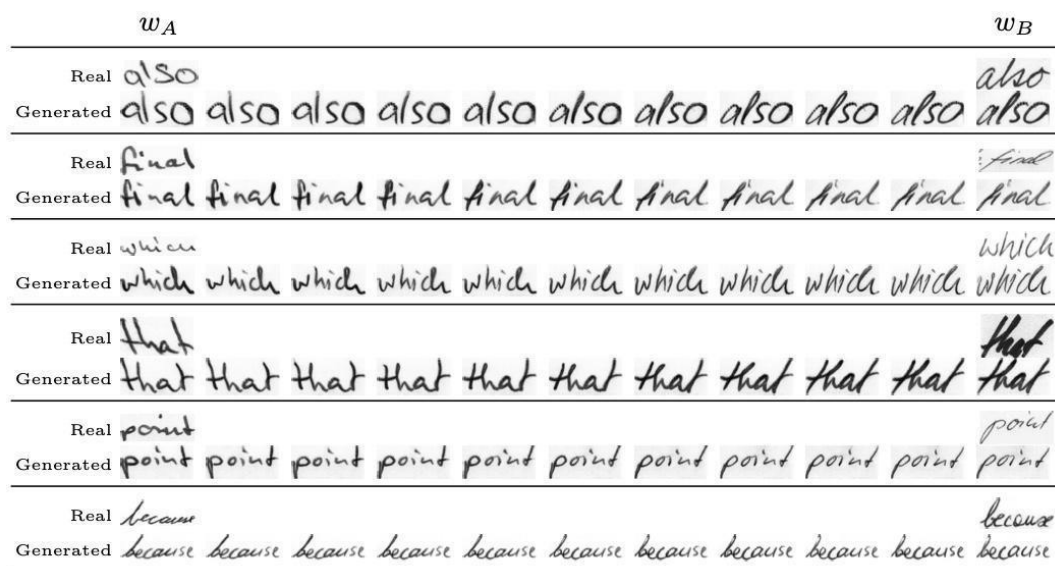 w_A w_B
Real also also
Generated also also also also also also also also also also also
Real final final
Generated final final final final final final final final final final final
Real which which
Generated which which which which which which which which which which which
Real that that
Generated that that that that that that that that that that that
Real point point
Generated point point point point point point point point point point point
Real because because
Generated because because because because because because because because because because because